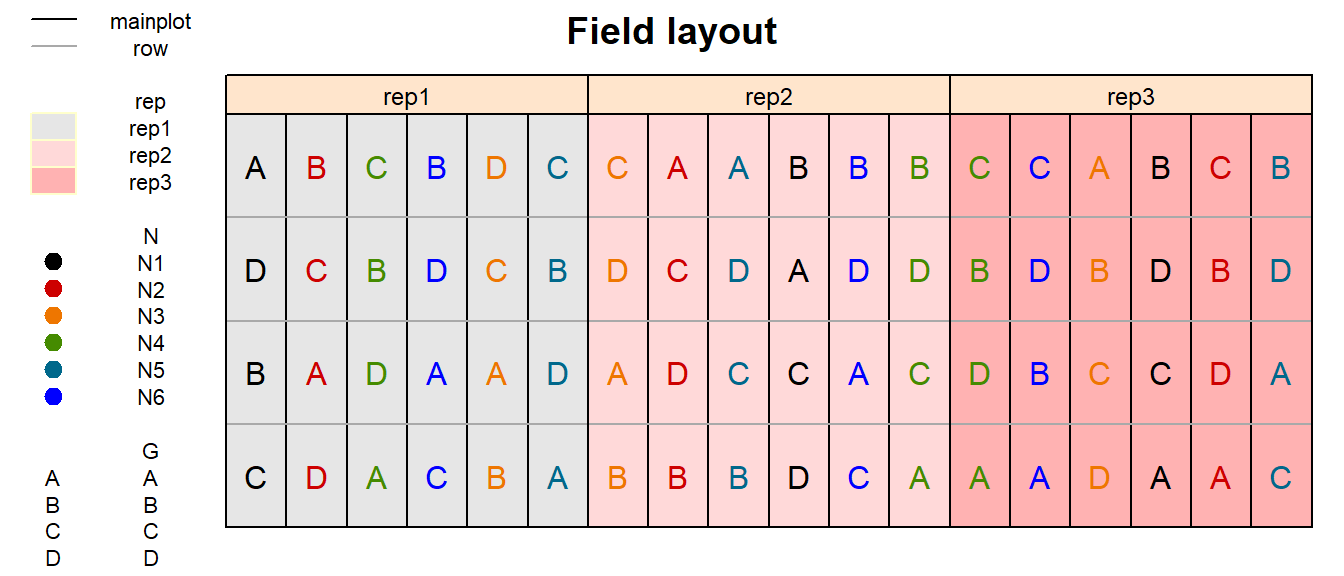 Field layout
mainplot
row
rep
rep1
rep2
rep3
N
N1
N2
N3
N4
N5
N6
G
A A
B B
C C
D D
rep1 rep2 rep3
A B C B D C C A A B B B C C A B C B
D C B D C B D C D A D D B D B D B D
B A D A A D A D C C A C D B C C D A
C D A C B A B B B D C A A A D A A C